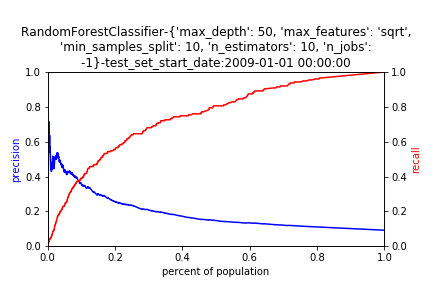 RandomForestClassifier-{'max_depth': 50, 'max_features': 'sqrt',
'min_samples_split': 10, 'n_estimators': 10, 'n_jobs':
-1}-test_set_start_date:2009-01-01 00:00:00
1.0 1.0
0.8 0.8
0.6 0.6
0.4 0.4
0.2 0.2
0.0 0.0
precision
recall
0.0 0.2 0.4 0.6 0.8 1.0
percent of population